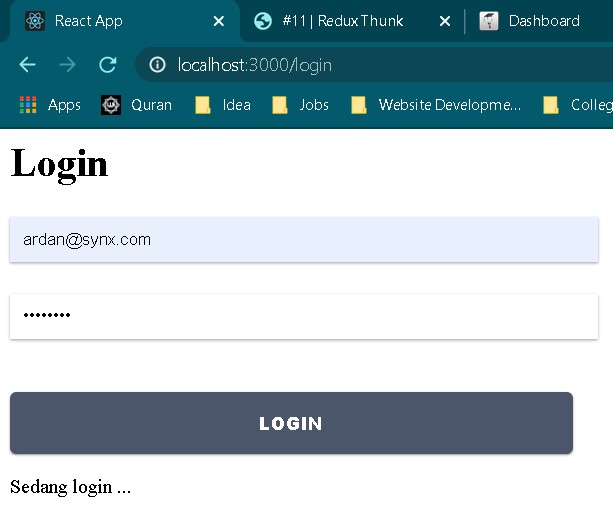 React App
#11 | Redux Thunk
Dashboard
localhost:3000/login
Apps Quran Idea Jobs Website Developme... Colleg
Login
ardan@synx.com
••••••••
LOGIN
Sedang login ...